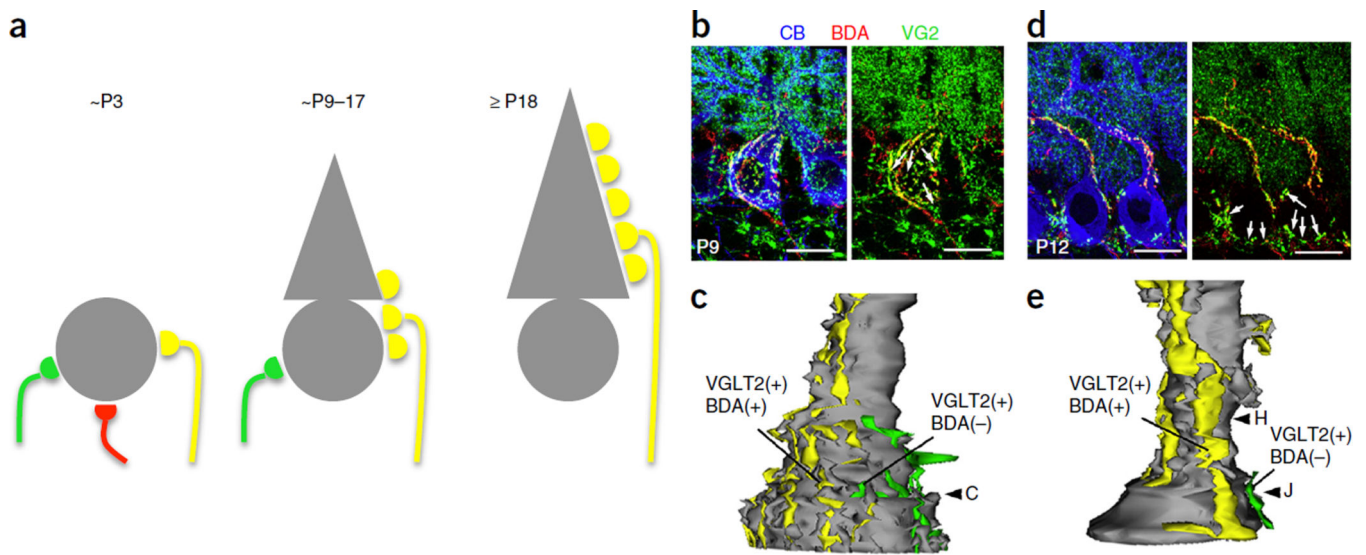 a
~P3
~P9–17
≥ P18
b
CB BDA VG2
P9
d
P12
c
VGLT2(+)
BDA(+)
VGLT2(+)
BDA(–)
C
e
VGLT2(+)
BDA(+)
H
VGLT2(+)
BDA(–)
J